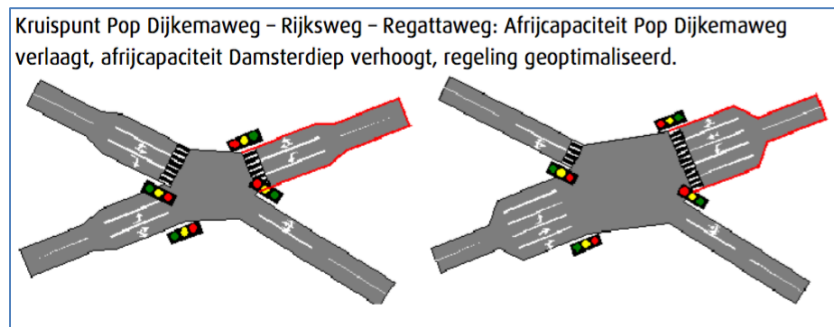 Kruispunt Pop Dijkemaweg – Rijksweg – Regattaweg: Afrijcapaciteit Pop Dijkemaweg
verlaagt, afrijcapaciteit Damsterdiep verhoogt, regeling geoptimaliseerd.